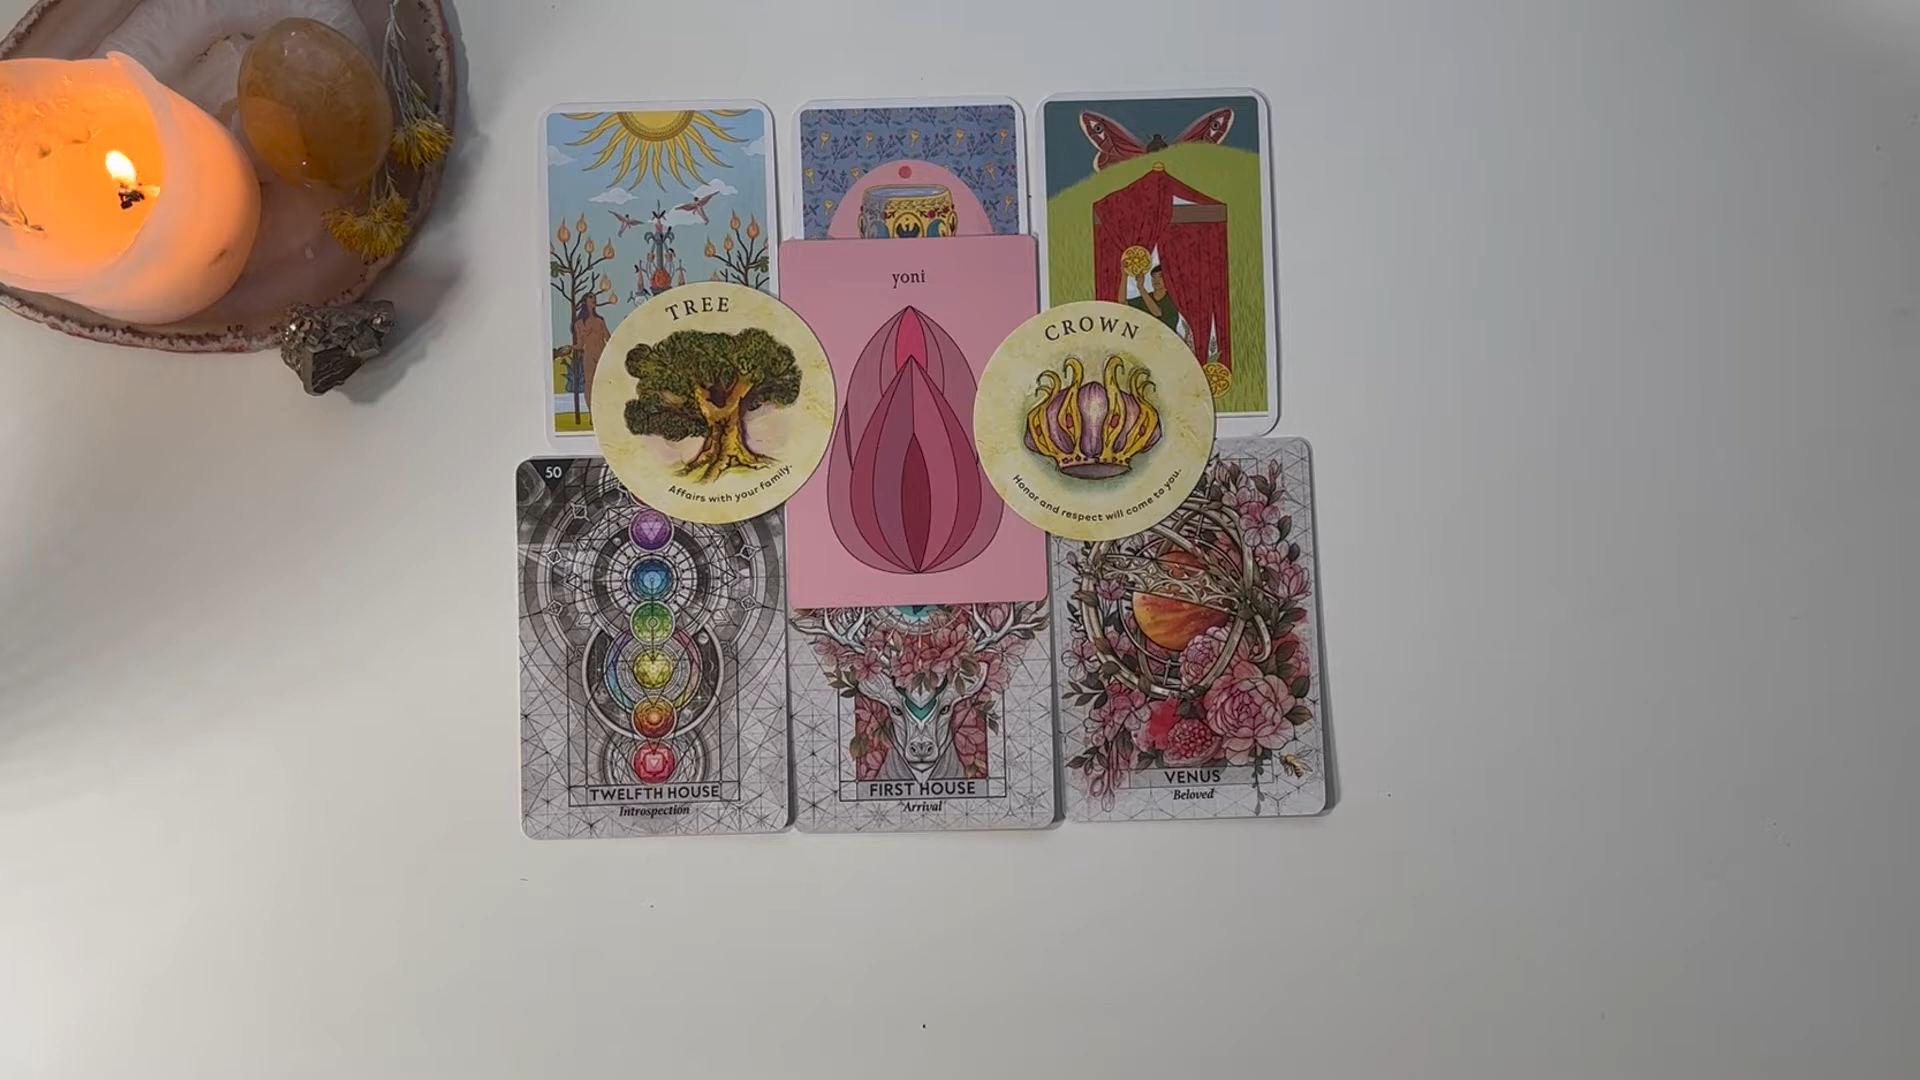 yoni
TREE
Affairs with your family.
CROWN
Honor and respect will come to you.
50
TWELFTH HOUSE
Introspection
FIRST HOUSE
Arrival
VENUS
Beloved